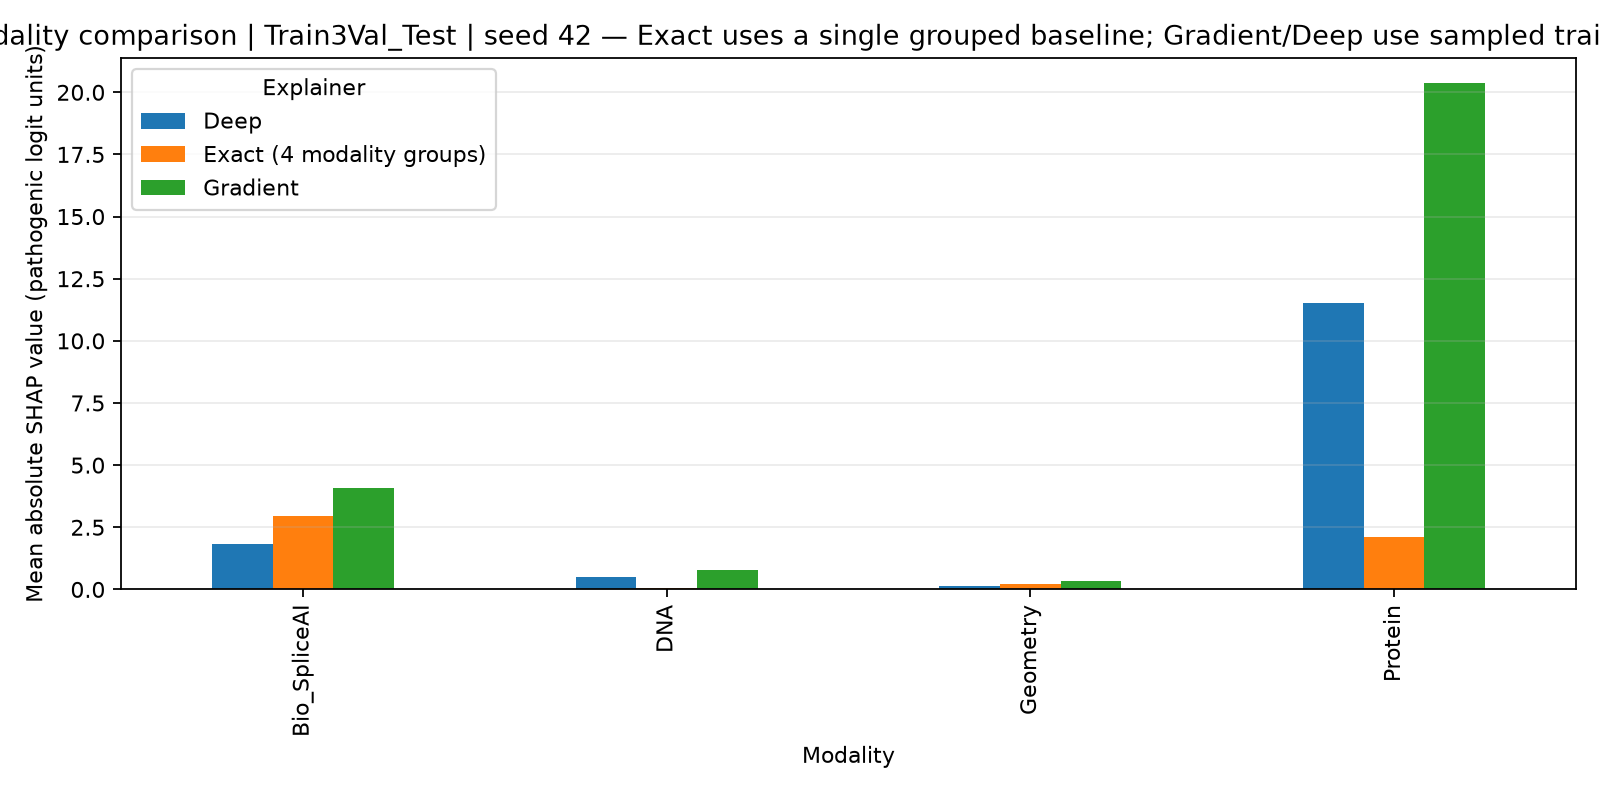 dality comparison | Train3Val_Test | seed 42 — Exact uses a single grouped baseline; Gradient/Deep use sampled trai
Mean absolute SHAP value (pathogenic logit units)
20.0
17.5
15.0
12.5
10.0
7.5
5.0
2.5
0.0
Explainer
Deep
Exact (4 modality groups)
Gradient
Bio_SpliceAI
DNA
Geometry
Protein
Modality